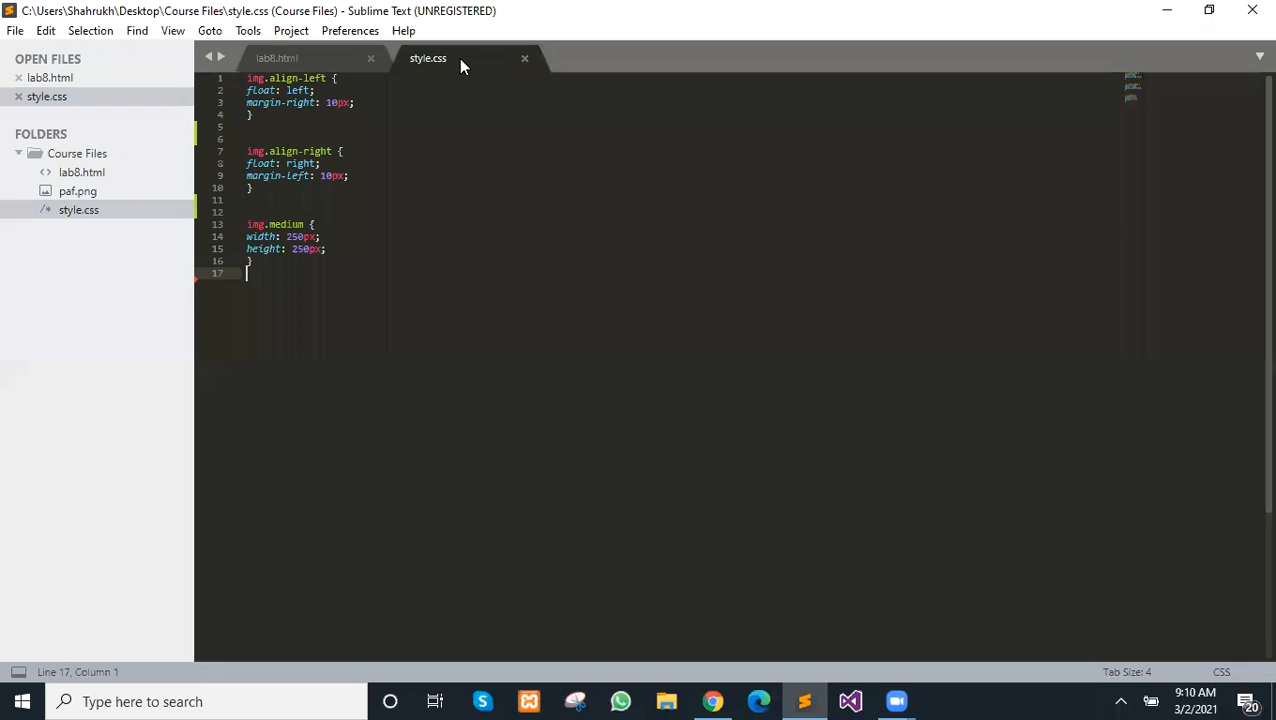 C:\Users\Shahrukh\Desktop\Course Files\style.css (Course Files) - Sublime Text (UNREGISTERED)
File Edit Selection Find View Goto Tools Project Preferences Help
OPEN FILES
lab8.html
style.css
FOLDERS
Course Files
lab8.html
paf.png
style.css
lab8.html style.css
1 img.align-left {
2 float: left;
3 margin-right: 10px;
4 }
5
6
7 img.align-right {
8 float: right;
9 margin-left: 10px;
10 }
11
12
13 img.medium {
14 width: 250px;
15 height: 250px;
16 }
17
Line 17, Column 1 Tab Size: 4 CSS
Type here to search
9:10 AM
3/2/2021
20